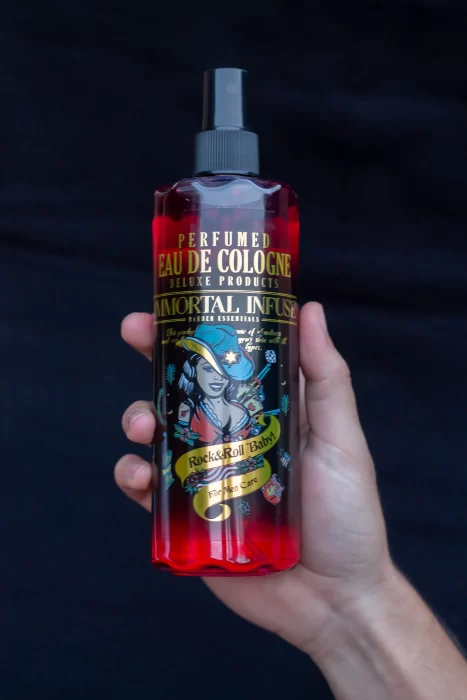 PERFUMED
EAU DE COLOGNE
DELUXE PRODUCTS
IMMORTAL INFUSE
BARBER ESSENTIALS
Rock&Roll Baby!
For Men Care